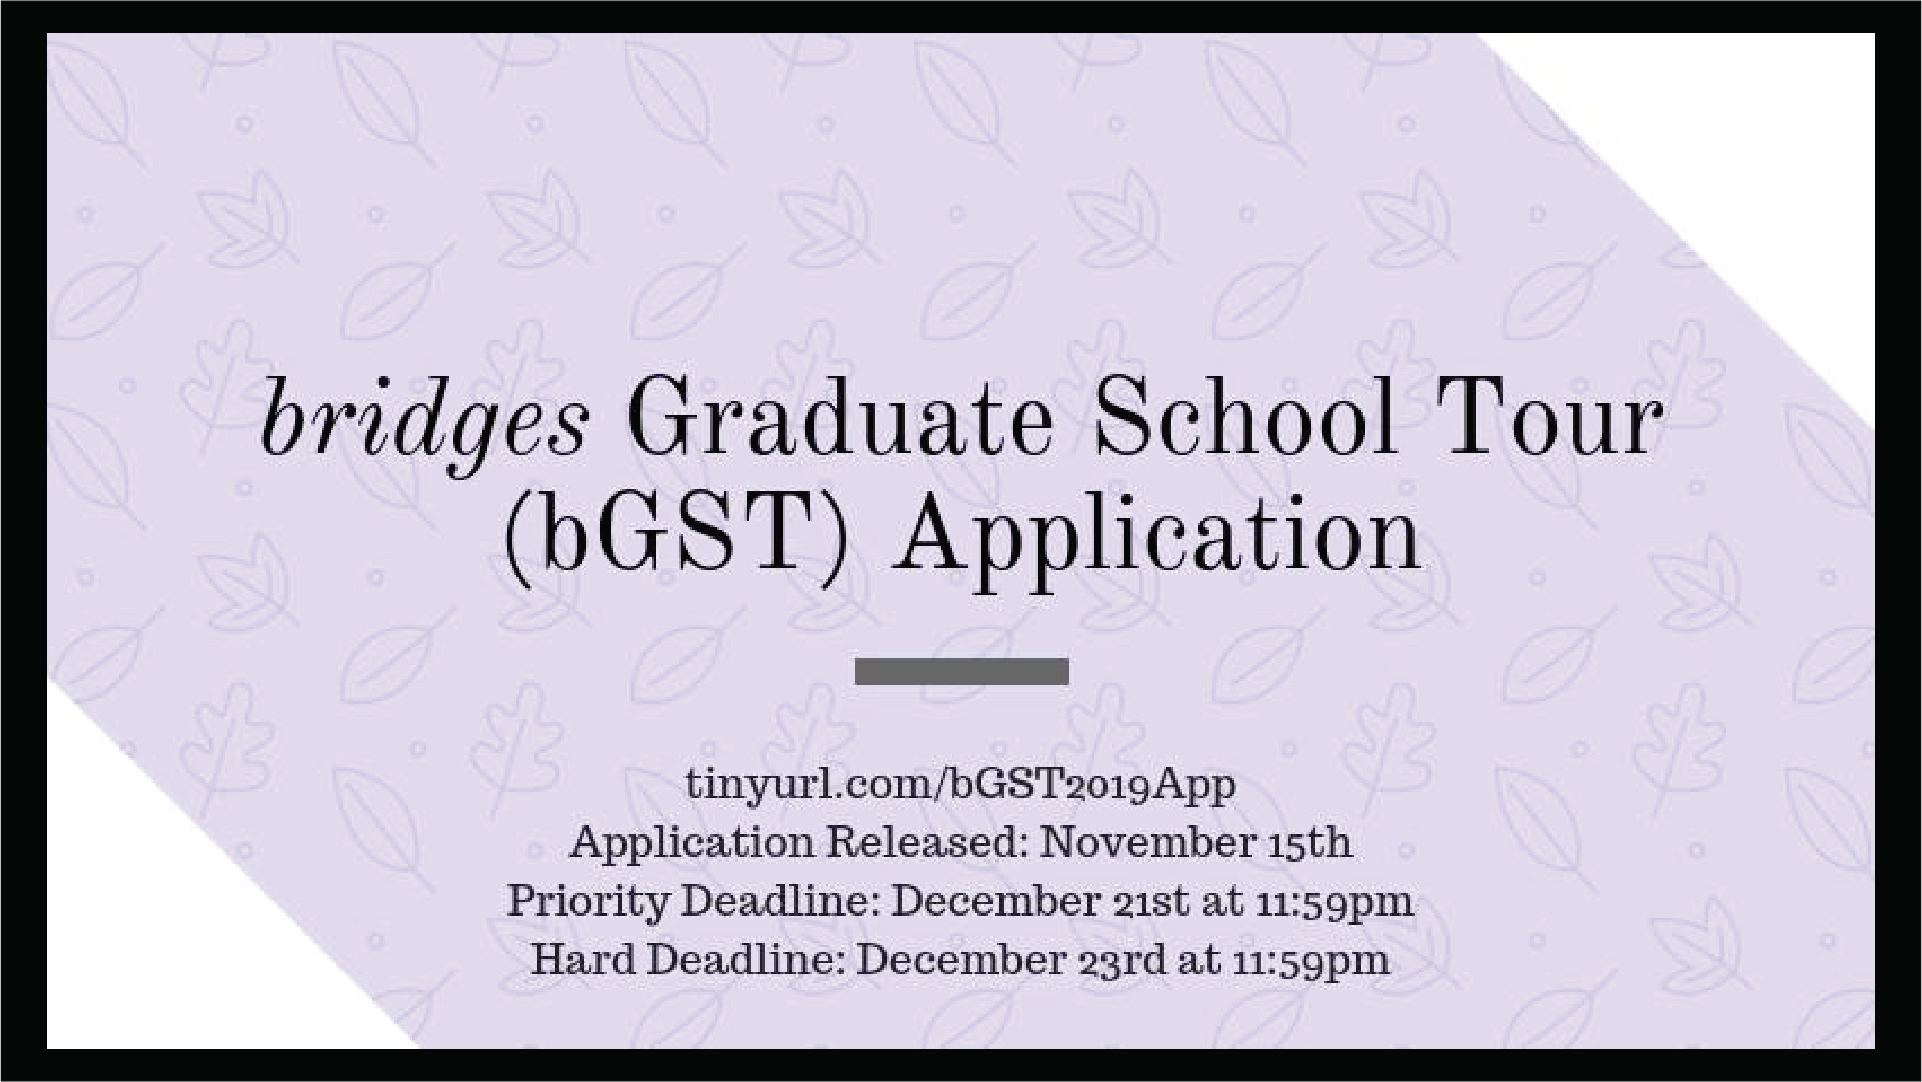 bridges Graduate School Tour
(bGST) Application
tinyurl.com/bGST2019App
Application Released: November 15th
Priority Deadline: December 21st at 11:59pm
Hard Deadline: December 23rd at 11:59pm